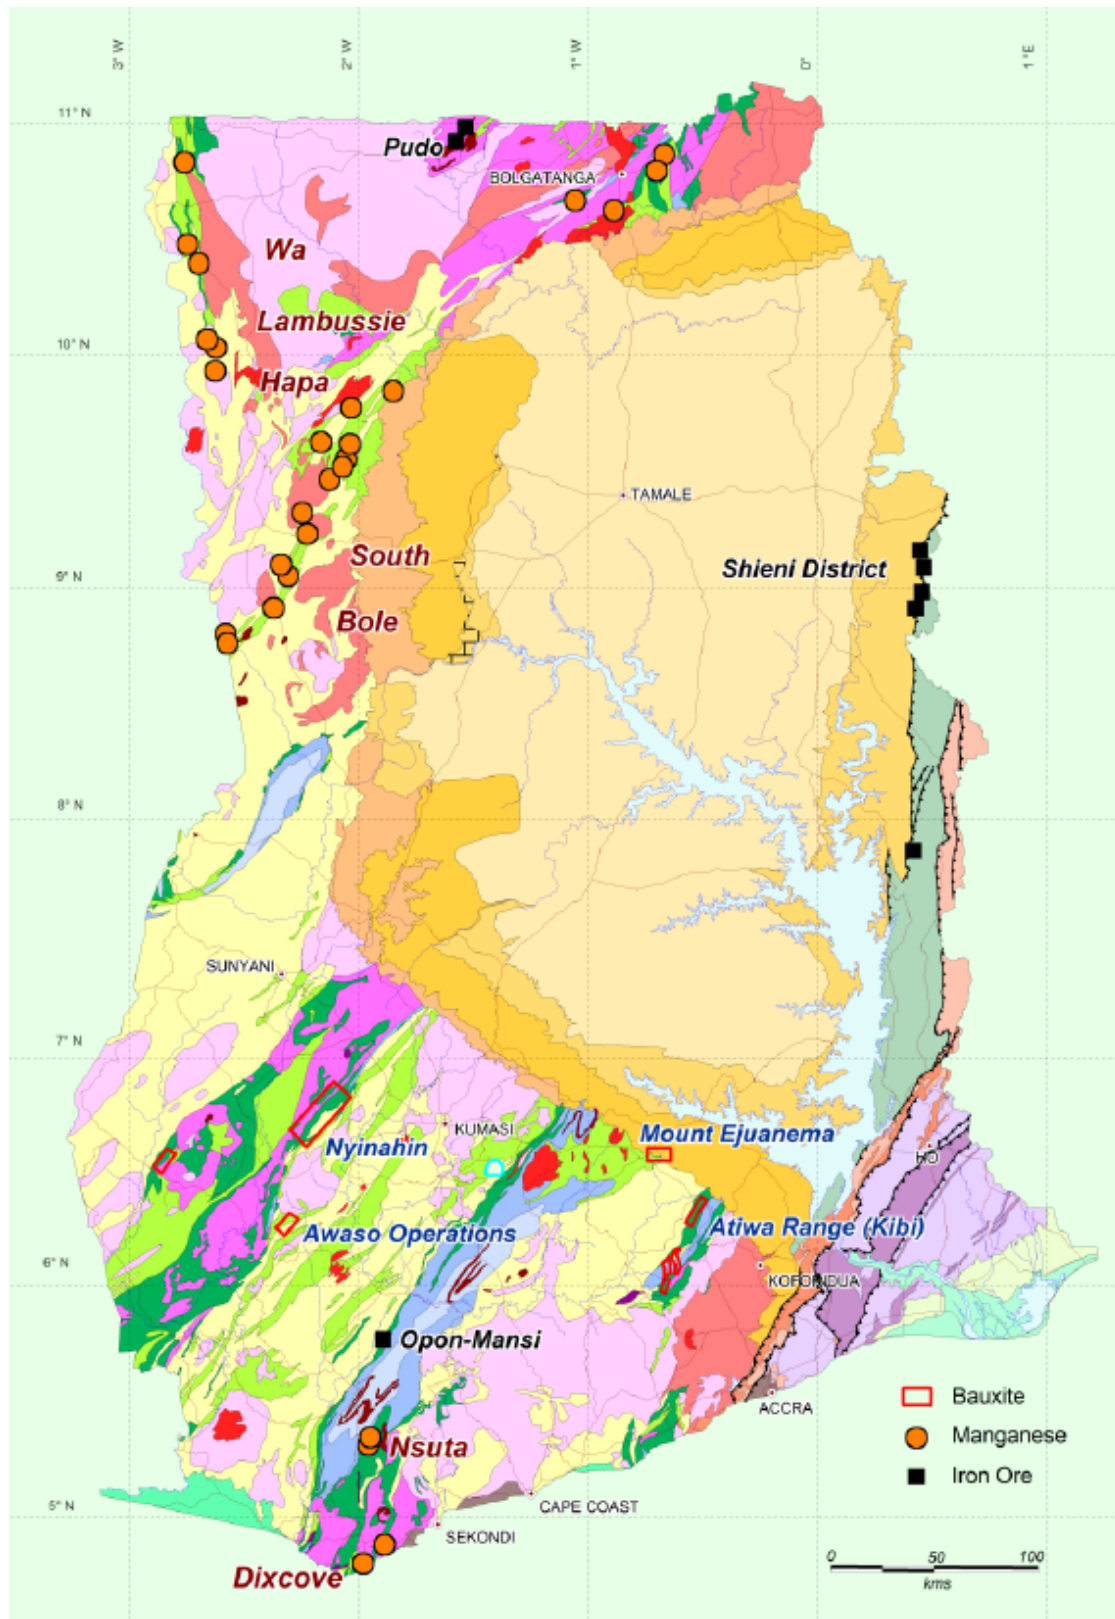 3° W
2° W
1° W
0°
1° E
11° N
Pudo
BOLGATANGA
Wa
Lambussie
10° N
Hapa
TAMALE
South
Shieni District
9° N
Bole
8° N
SUNYANI
7° N
KUMASI
Mount Ejuanema
Nyinahin
HO
Awaso Operations
Atiwa Range (Kibi)
6° N
KOFOINDUA
Opon-Mansi
Bauxite
ACCRA
Manganese
Nsuta
Iron Ore
5° N
CAPE COAST
SEKONDI
Dixcove
0 50 100
kms